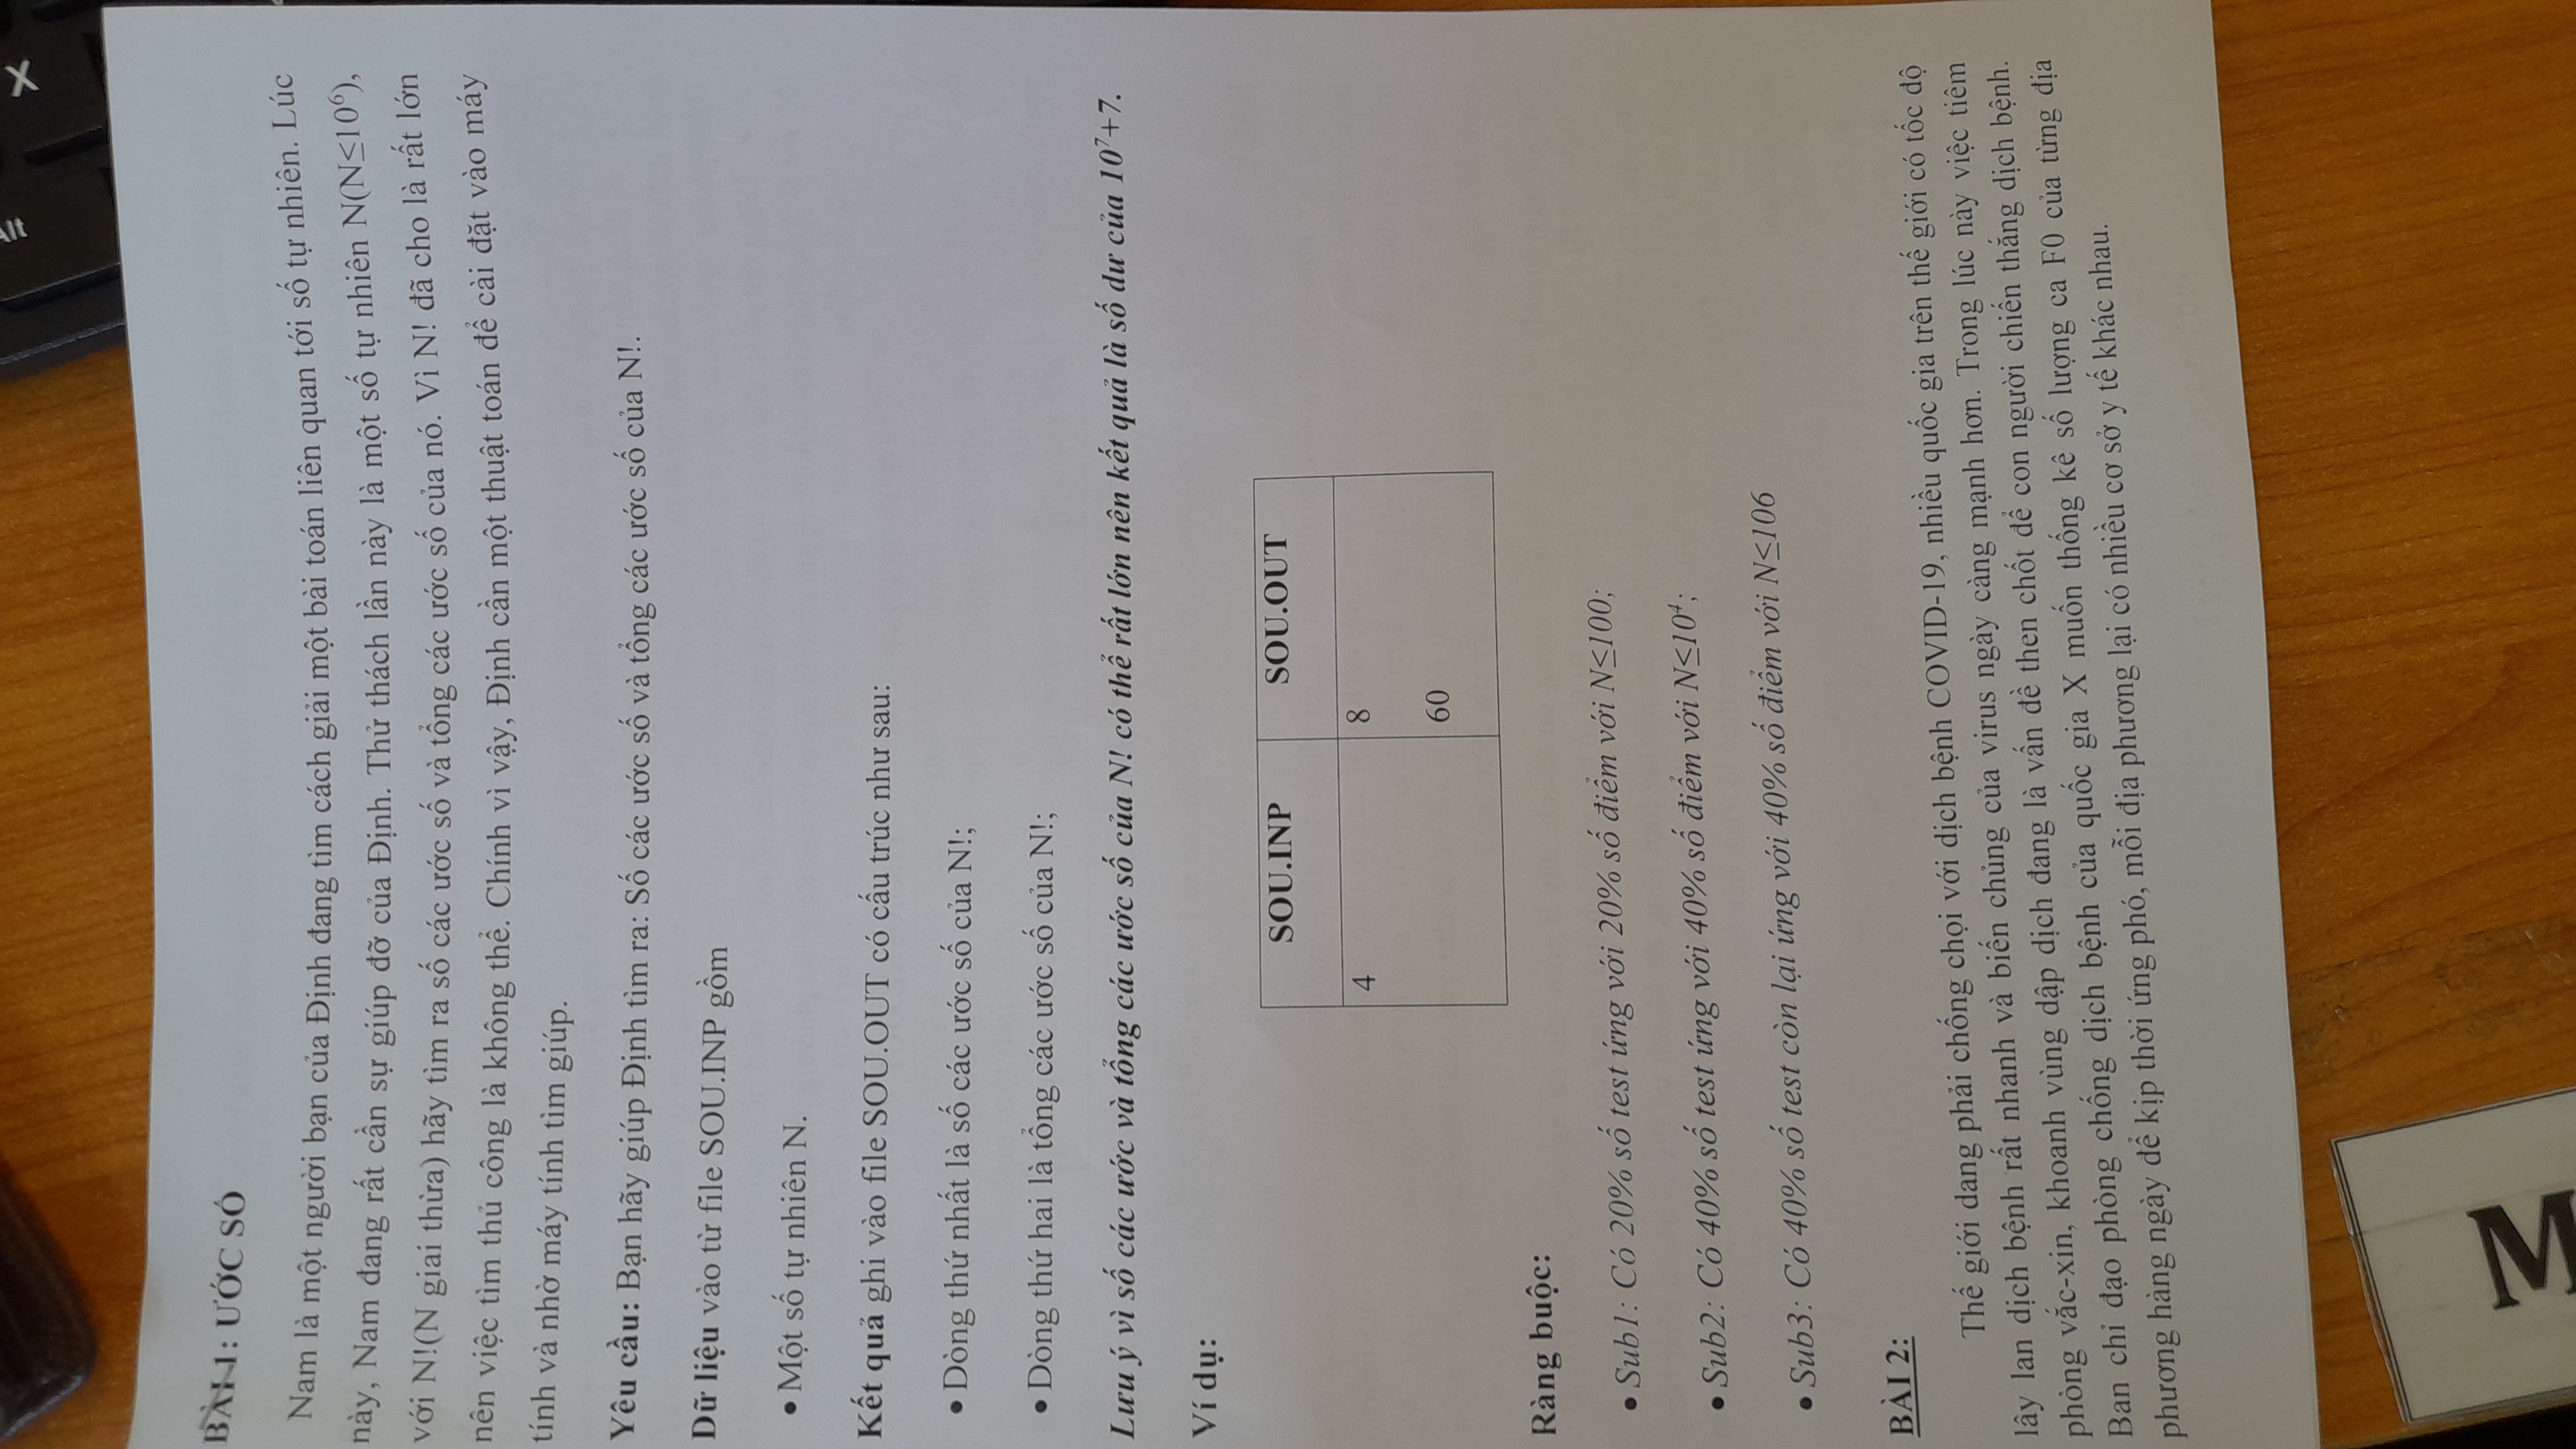 Alt
X
BÀI 1: ƯỚC SỐ
Nam là một người bạn của Định đang tìm cách giải một bài toán liên quan tới số tự nhiên. Lúc
này, Nam đang rất cần sự giúp đỡ của Định. Thử thách lần này là một số tự nhiên N(N≤10⁶),
với N!(N giai thừa) hãy tìm ra số các ước số và tổng các ước số của nó. Vì N! đã cho là rất lớn
nên việc tìm thủ công là không thể. Chính vì vậy, Định cần một thuật toán để cài đặt vào máy
tính và nhờ máy tính tìm giúp.
Yêu cầu: Bạn hãy giúp Định tìm ra: Số các ước số và tổng các ước số của N!.
Dữ liệu vào từ file SOU.INP gồm
• Một số tự nhiên N.
Kết quả ghi vào file SOU.OUT có cấu trúc như sau:
• Dòng thứ nhất là số các ước số của N!;
• Dòng thứ hai là tổng các ước số của N!;
Lưu ý vì số các ước và tổng các ước số của N! có thể rất lớn nên kết quả là số dư của 10⁷+7.
Ví dụ:
SOU.INP SOU.OUT
4 8
60
Ràng buộc:
• Sub1: Có 20% số test ứng với 20% số điểm với N≤100;
• Sub2: Có 40% số test ứng với 40% số điểm với N≤10⁴;
• Sub3: Có 40% số test còn lại ứng với 40% số điểm với N≤106
BÀI 2:
Thế giới dang phải chống chọi với dịch bệnh COVID-19, nhiều quốc gia trên thế giới có tốc độ
lây lan dịch bệnh rất nhanh và biến chủng của virus ngày càng mạnh hơn. Trong lúc này việc tiêm
phòng vắc-xin, khoanh vùng dập dịch đang là vấn đề then chốt để con người chiến thắng dịch bệnh.
Ban chỉ đạo phòng chống dịch bệnh của quốc gia X muốn thống kê số lượng ca F0 của từng địa
phương hàng ngày để kịp thời ứng phó, mỗi địa phương lại có nhiều cơ sở y tế khác nhau.
M